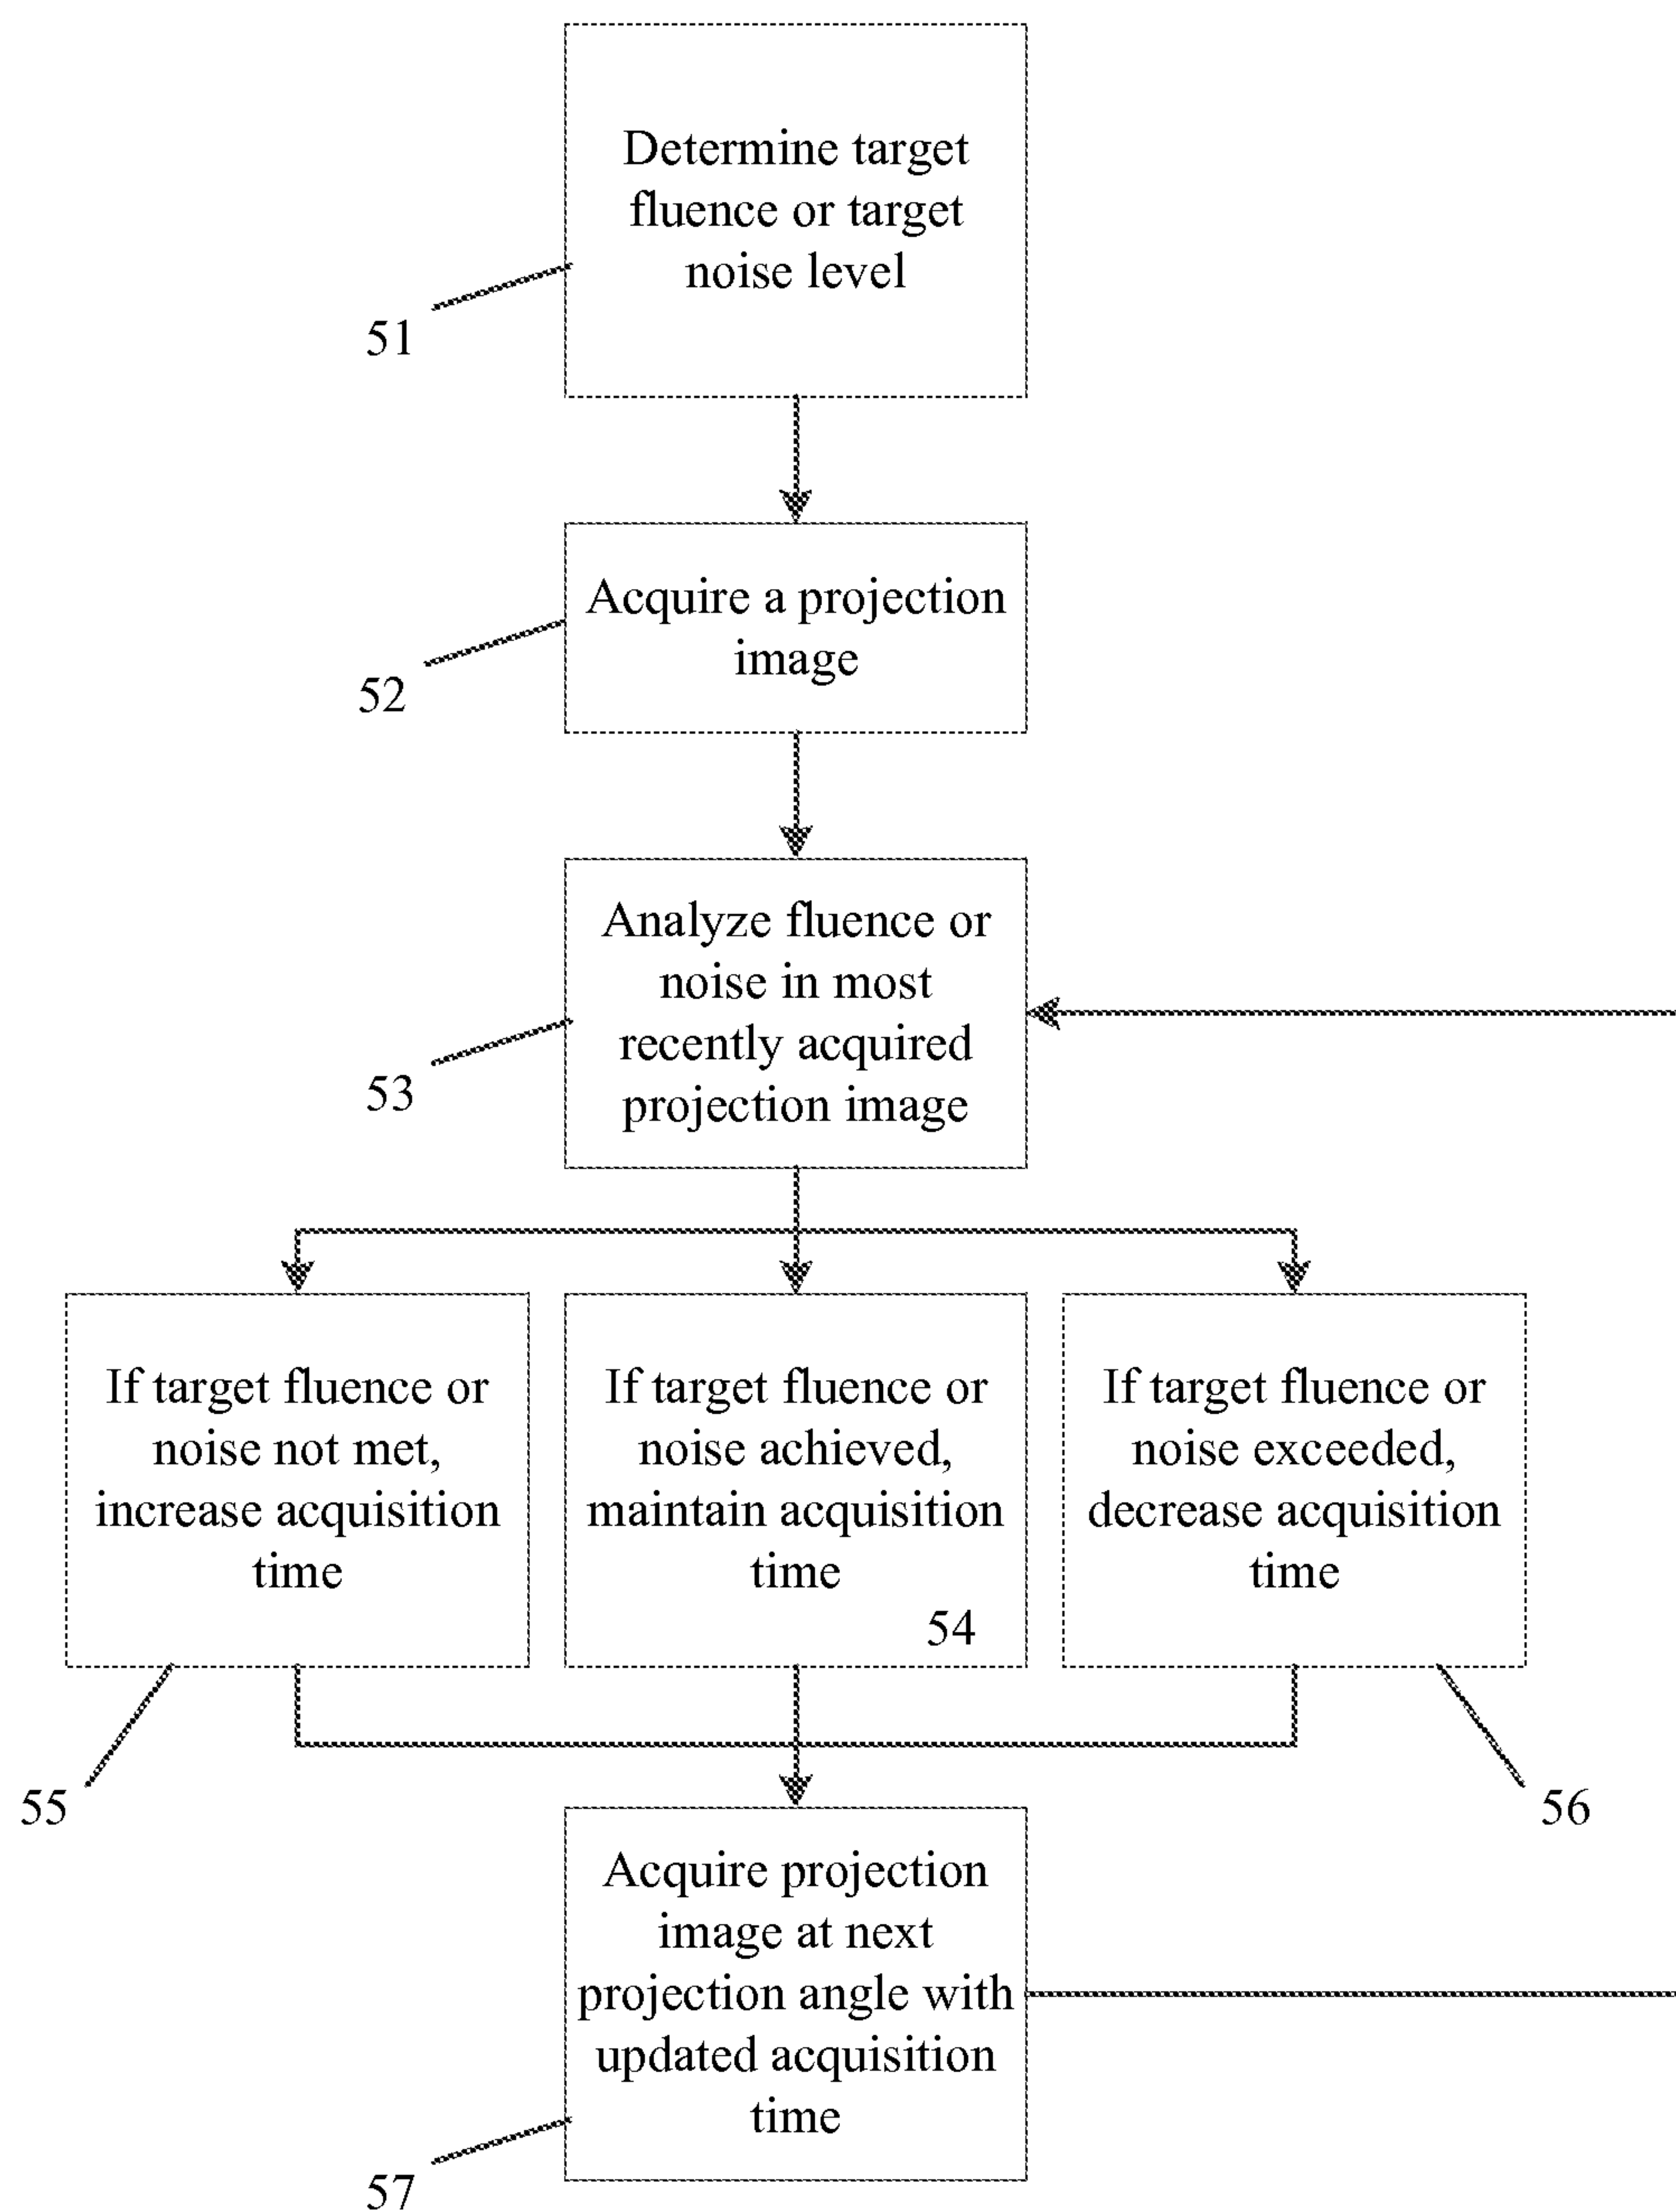 Determine target
fluence or target
noise level
51
Acquire a projection
image
52
Analyze fluence or
noise in most
recently acquired
projection image
53
If target fluence or
noise not met,
increase acquisition
time
55
If target fluence or
noise achieved,
maintain acquisition
time
54
If target fluence or
noise exceeded,
decrease acquisition
time
56
Acquire projection
image at next
projection angle with
updated acquisition
time
57